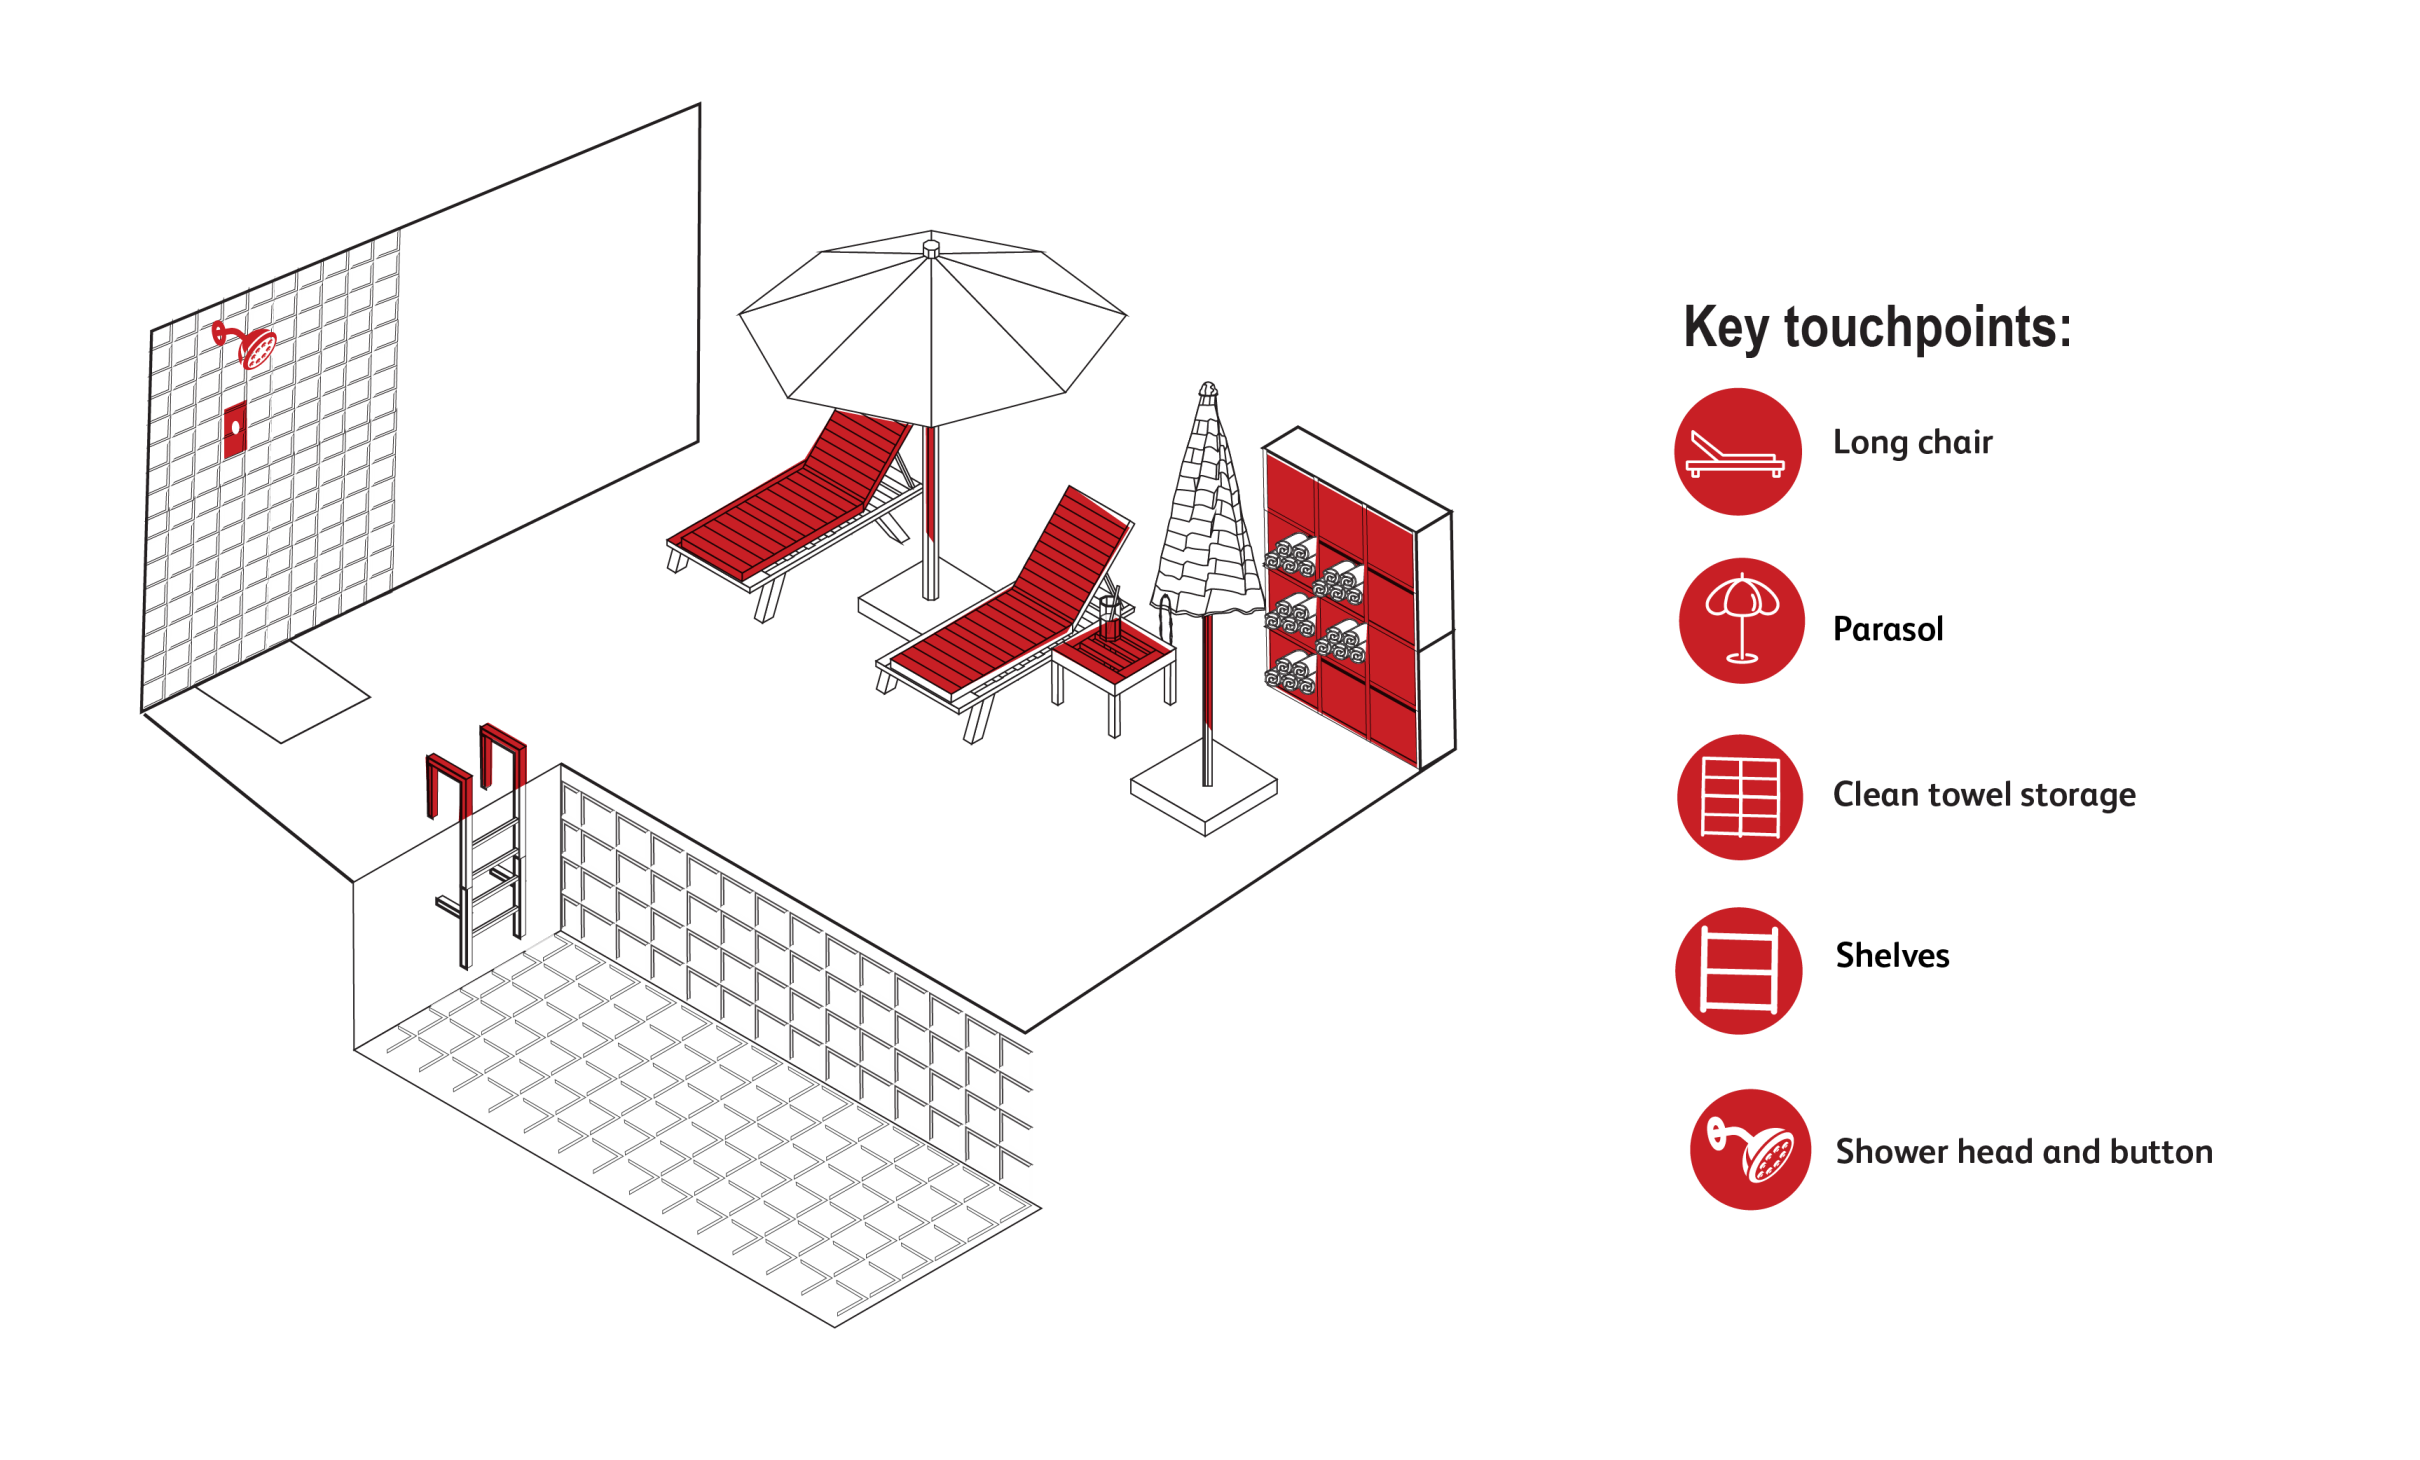 Key touchpoints:
Long chair
Parasol
Clean towel storage
Shelves
Shower head and button